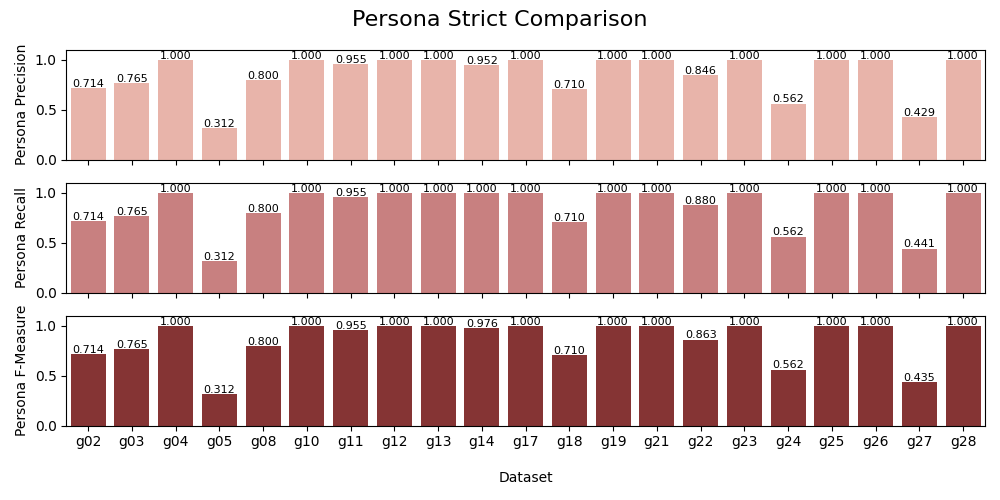 Persona Strict Comparison
Persona Precision
1.0
0.5
0.0
0.714 0.765 1.000 0.312 0.800 1.000 0.955 1.000 1.000 0.952 1.000 0.710 1.000 1.000 0.846 1.000 0.562 1.000 1.000 0.429 1.000
Persona Recall
1.0
0.5
0.0
0.714 0.765 1.000 0.312 0.800 1.000 0.955 1.000 1.000 1.000 1.000 0.710 1.000 1.000 0.880 1.000 0.562 1.000 1.000 0.441 1.000
Persona F-Measure
1.0
0.5
0.0
0.714 0.765 1.000 0.312 0.800 1.000 0.955 1.000 1.000 0.976 1.000 0.710 1.000 1.000 0.863 1.000 0.562 1.000 1.000 0.435 1.000
g02 g03 g04 g05 g08 g10 g11 g12 g13 g14 g17 g18 g19 g21 g22 g23 g24 g25 g26 g27 g28
Dataset